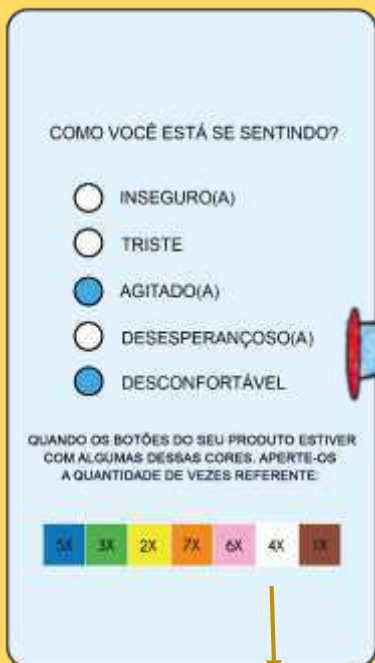 COMO VOCÊ ESTÁ SE SENTINDO?
INSEGURO(A)
TRISTE
AGITADO(A)
DESESPERANÇOSO(A)
DESCONFORTÁVEL
QUANDO OS BOTÕES DO SEU PRODUTO ESTIVER
COM ALGUMAS DESSAS CORES, APERTE-OS
A QUANTIDADE DE VEZES REFERENTE:
5X 3X 2X 7X 6X 4X 1X